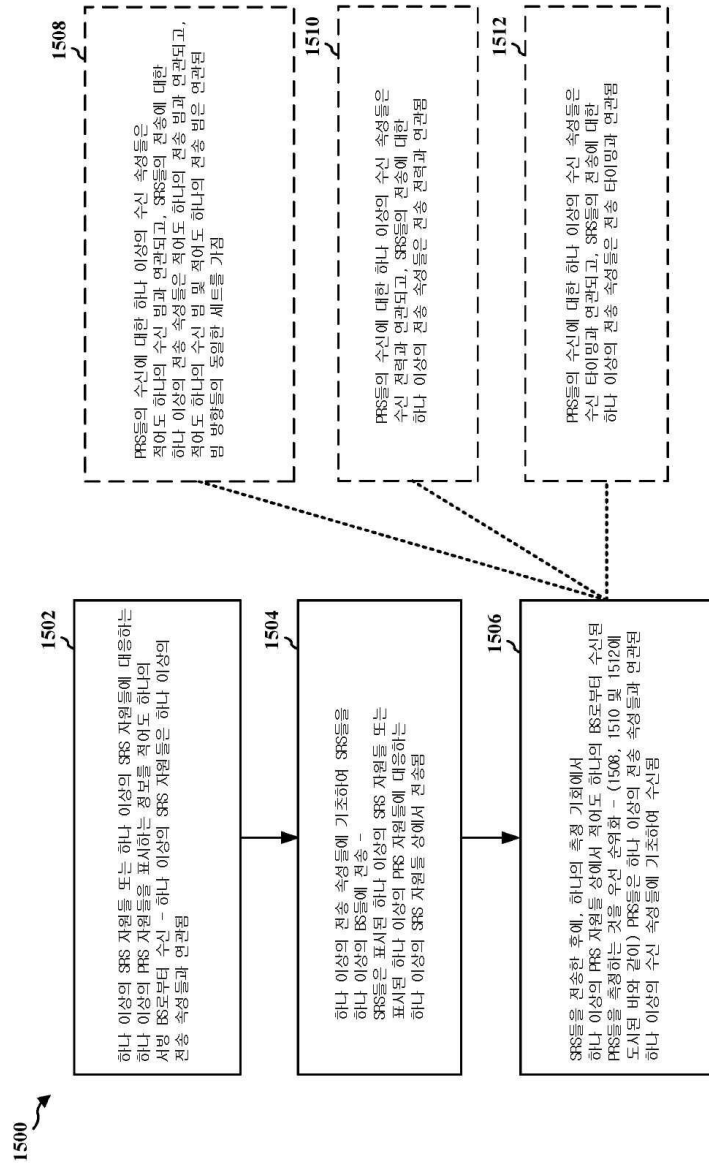 1500
1502
하나 이상의 SRS 자원들 또는 하나 이상의 SRS 자원들에 대응하는
하나 이상의 PRS 자원들을 표시하는 정보를 적어도 하나의
서빙 BS로부터 수신 - 하나 이상의 SRS 자원들은 하나 이상의
전송 속성들과 연관됨
1504
하나 이상의 전송 속성들에 기초하여 SRS들을
하나 이상의 BS들에 전송 -
SRS들은 표시된 하나 이상의 SRS 자원들 또는
표시된 하나 이상의 PRS 자원들에 대응하는
하나 이상의 SRS 자원들 상에서 전송됨
1506
SRS들을 전송한 후에, 하나의 측정 기회에서
하나 이상의 PRS 자원들 상에서 적어도 하나의 BS로부터 수신된
PRS들을 측정하는 것을 우선 순위화 - (1508, 1510 및 1512에
도시된 바와 같이) PRS들은 하나 이상의 전송 속성들과 연관된
하나 이상의 수신 속성들에 기초하여 수신됨
1508
PRS들의 수신에 대한 하나 이상의 수신 속성들은
적어도 하나의 수신 빔과 연관되고, SRS들의 전송에 대한
하나 이상의 전송 속성들은 적어도 하나의 전송 빔과 연관되고,
적어도 하나의 수신 빔 및 적어도 하나의 전송 빔은 연관된
빔 방향들의 동일한 세트를 가짐
1510
PRS들의 수신에 대한 하나 이상의 수신 속성들은
수신 전력과 연관되고, SRS들의 전송에 대한
하나 이상의 전송 속성들은 전송 전력과 연관됨
1512
PRS들의 수신에 대한 하나 이상의 수신 속성들은
수신 타이밍과 연관되고, SRS들의 전송에 대한
하나 이상의 전송 속성들은 전송 타이밍과 연관됨